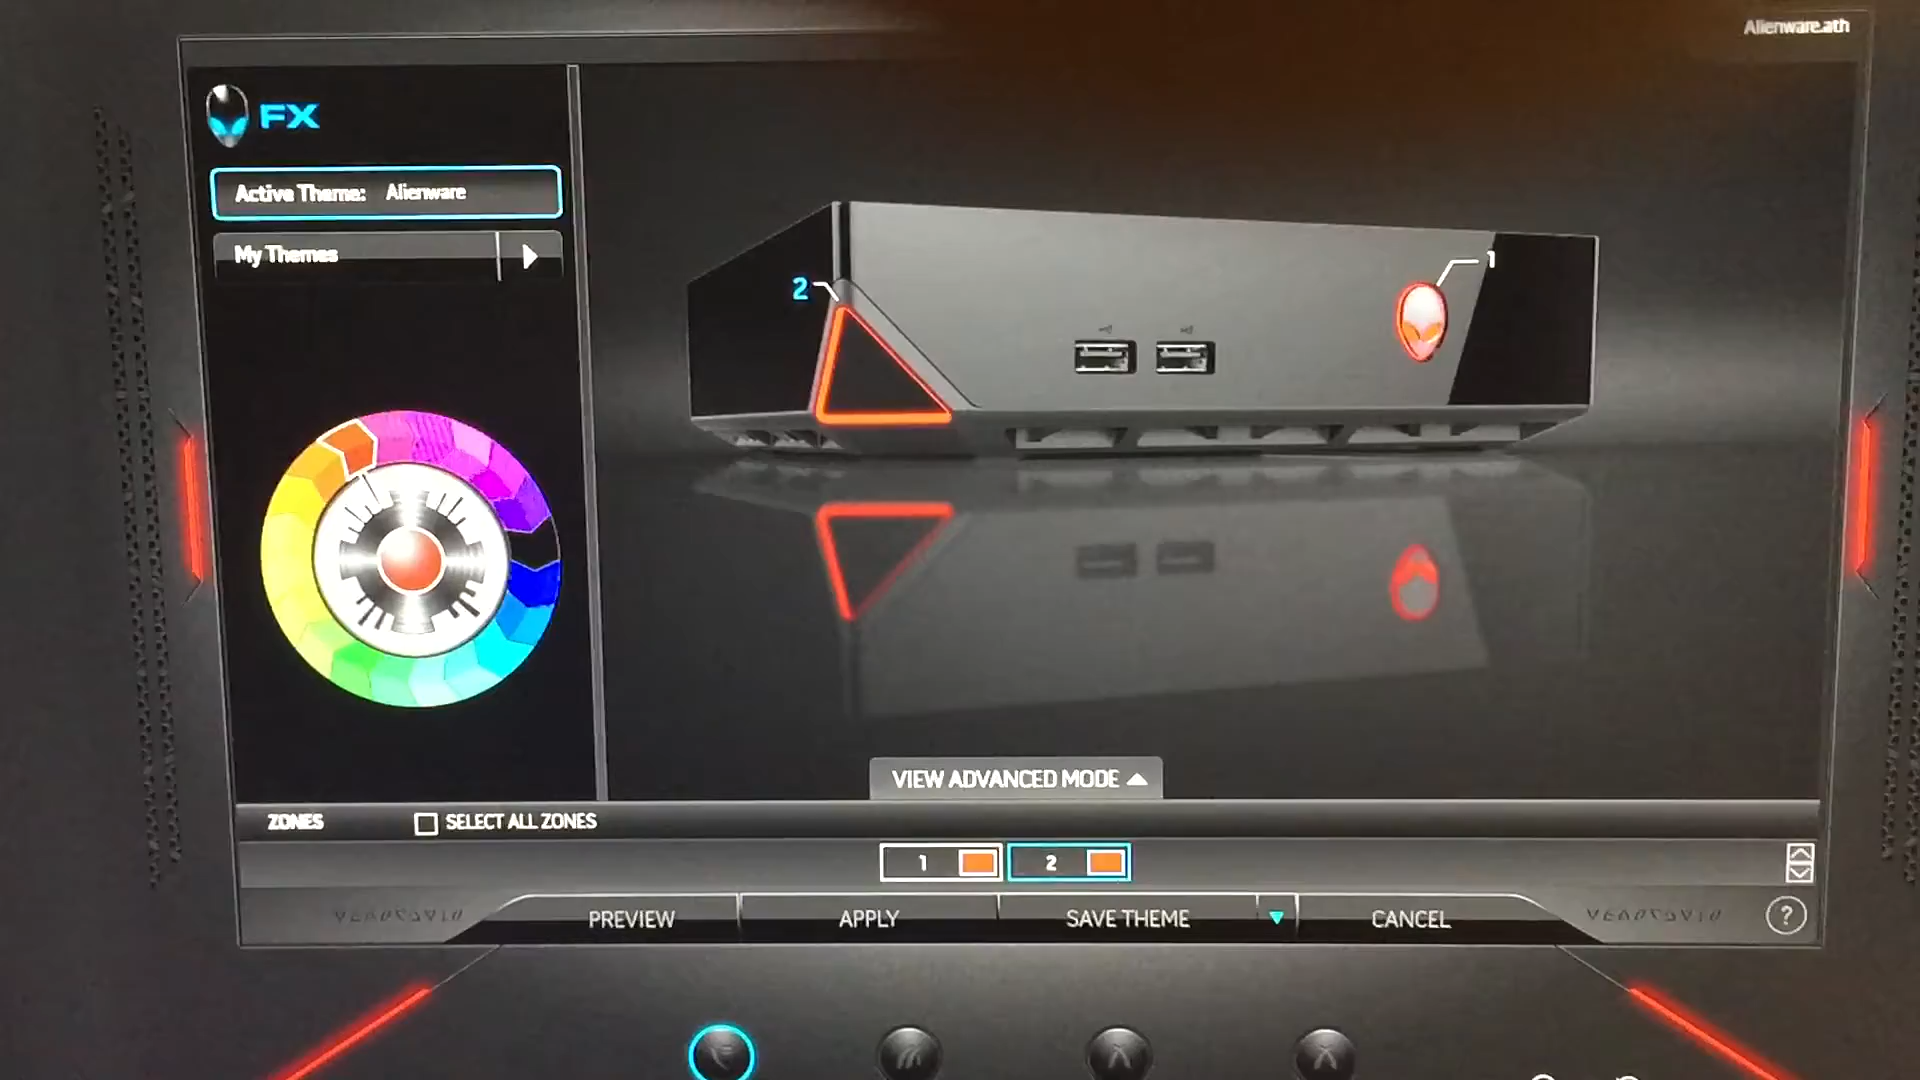 Alienware.ath
FX
Active Theme: Alienware
My Themes
1
2
VIEW ADVANCED MODE
ZONES
SELECT ALL ZONES
1
2
PREVIEW
APPLY
SAVE THEME
CANCEL
?